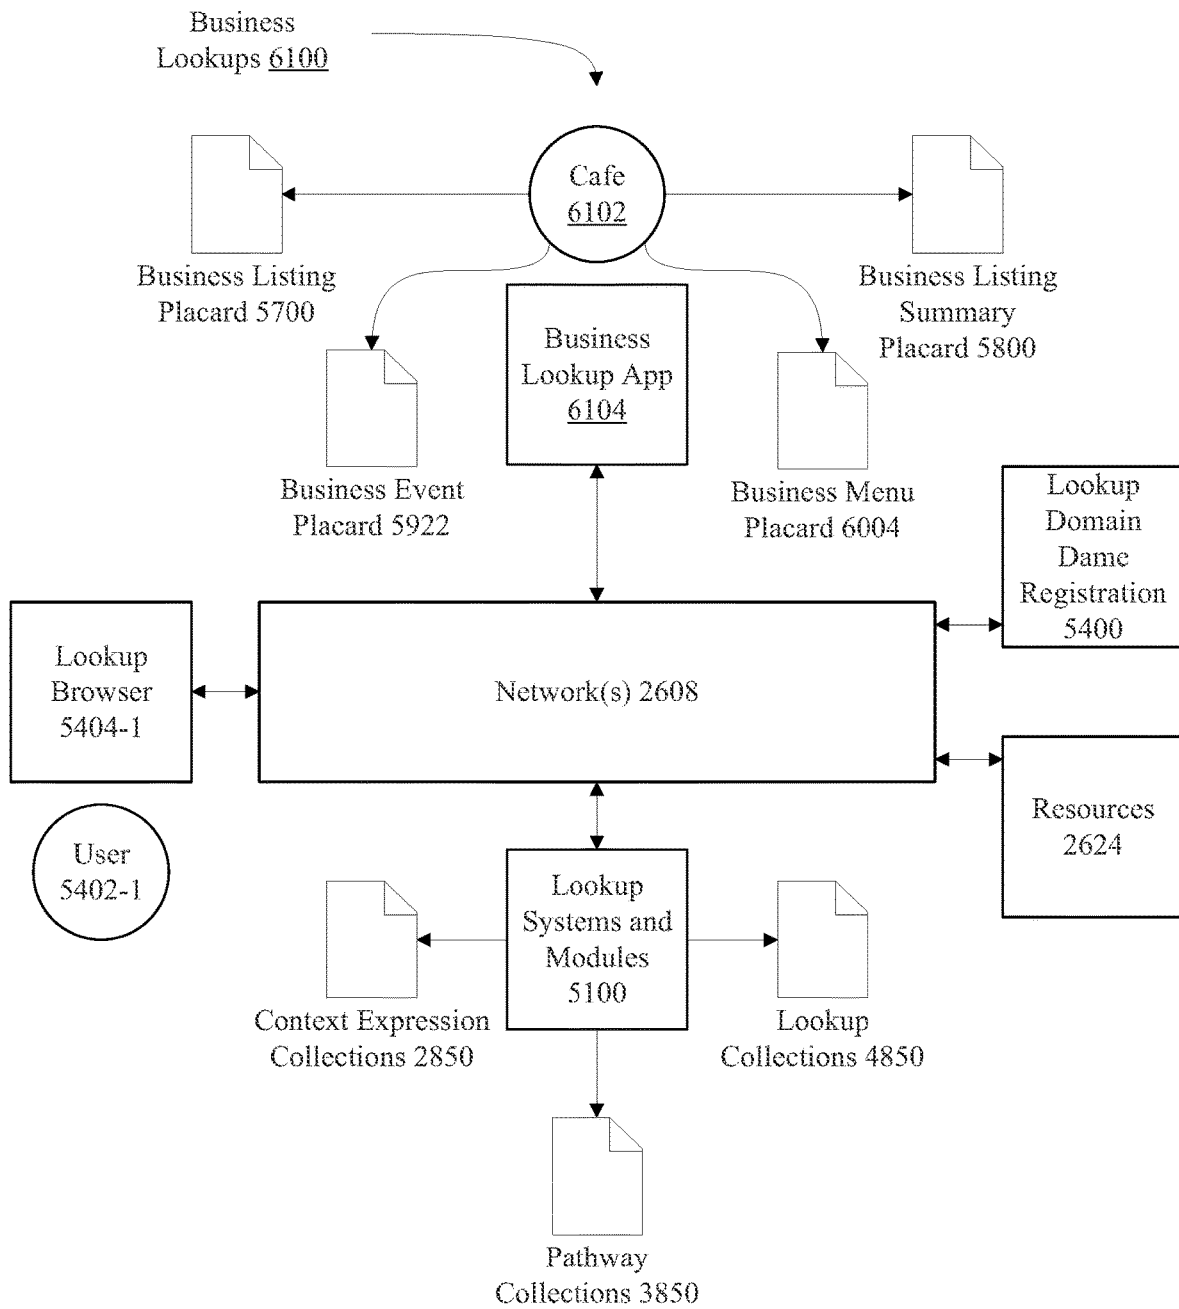 Business
Lookups 6100
Cafe
6102
Business Listing
Placard 5700
Business Listing
Summary
Placard 5800
Business
Lookup App
6104
Business Event
Placard 5922
Business Menu
Placard 6004
Lookup
Domain
Dame
Registration
5400
Lookup
Browser
5404-1
Network(s) 2608
Resources
2624
User
5402-1
Lookup
Systems and
Modules
5100
Context Expression
Collections 2850
Lookup
Collections 4850
Pathway
Collections 3850